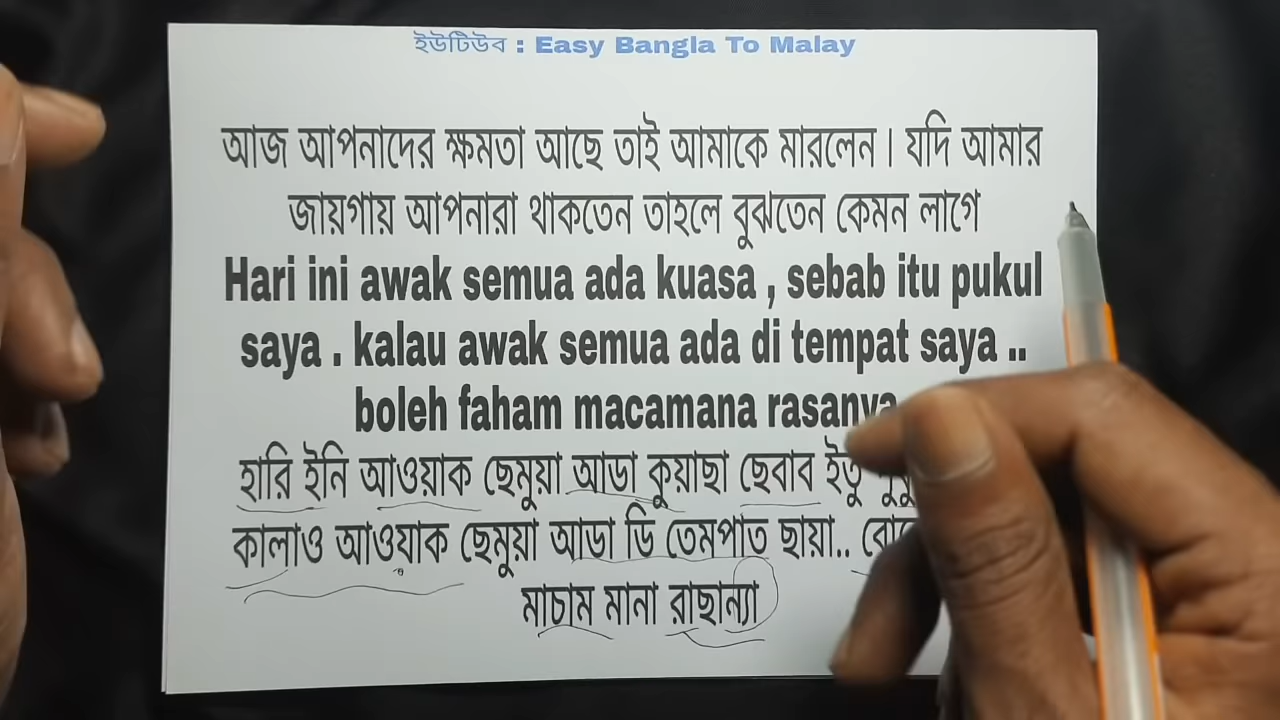 ইউটিউব : Easy Bangla To Malay
আজ আপনাদের ক্ষমতা আছে তাই আমাকে মারলেন। যদি আমার
জায়গায় আপনারা থাকতেন তাহলে বুঝতেন কেমন লাগে
Hari ini awak semua ada kuasa , sebab itu pukul
saya . kalau awak semua ada di tempat saya ..
boleh faham macamana rasanya
হারি ইনি আওয়াক ছেমুয়া আডা কুয়াছা ছেবাব ইতু
কালাও আওয়াক ছেমুয়া আডা ডি তেমপাত ছায়া..
মাচাম মানা রাছান্যা